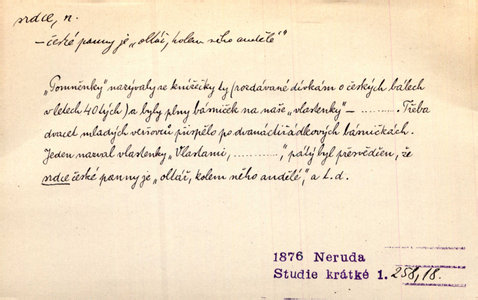 srdce, n.
– české panny je „oltář, kolem něho andělé“
„Pomněnky“ nazývaly se knížečky ty (rozdávané dívkám o českých bálech
v letech 40tých) a byly plny básniček na naše „vlastenky“ – ........... Třeba
dvacet mladých veršovců přispělo po dvanáctiřádkových básničkách.
Jeden nazval vlastenky „Vlastami, ..........“, pátý byl přesvědčen, že
srdce české panny je „oltář, kolem něho andělé,“ a t. d.
1876 Neruda
Studie krátké 1. 258,18.